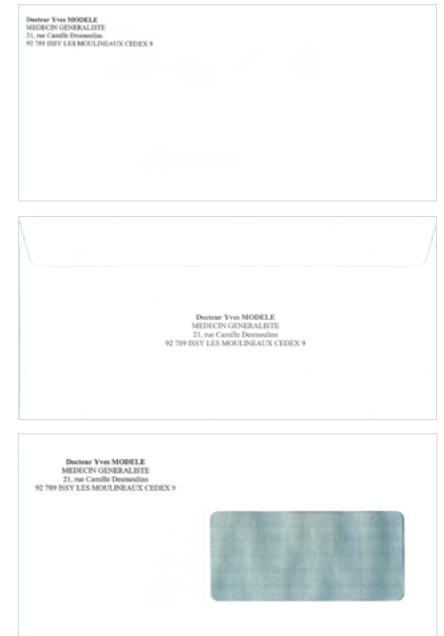 Docteur Yves MODELE
MEDECIN GENERALISTE
21, rue Camille Desmoulins
92 789 ISSY LES MOULINEAUX CEDEX 9
Docteur Yves MODELE
MEDECIN GENERALISTE
21, rue Camille Desmoulins
92 789 ISSY LES MOULINEAUX CEDEX 9
Docteur Yves MODELE
MEDECIN GENERALISTE
21, rue Camille Desmoulins
92 789 ISSY LES MOULINEAUX CEDEX 9